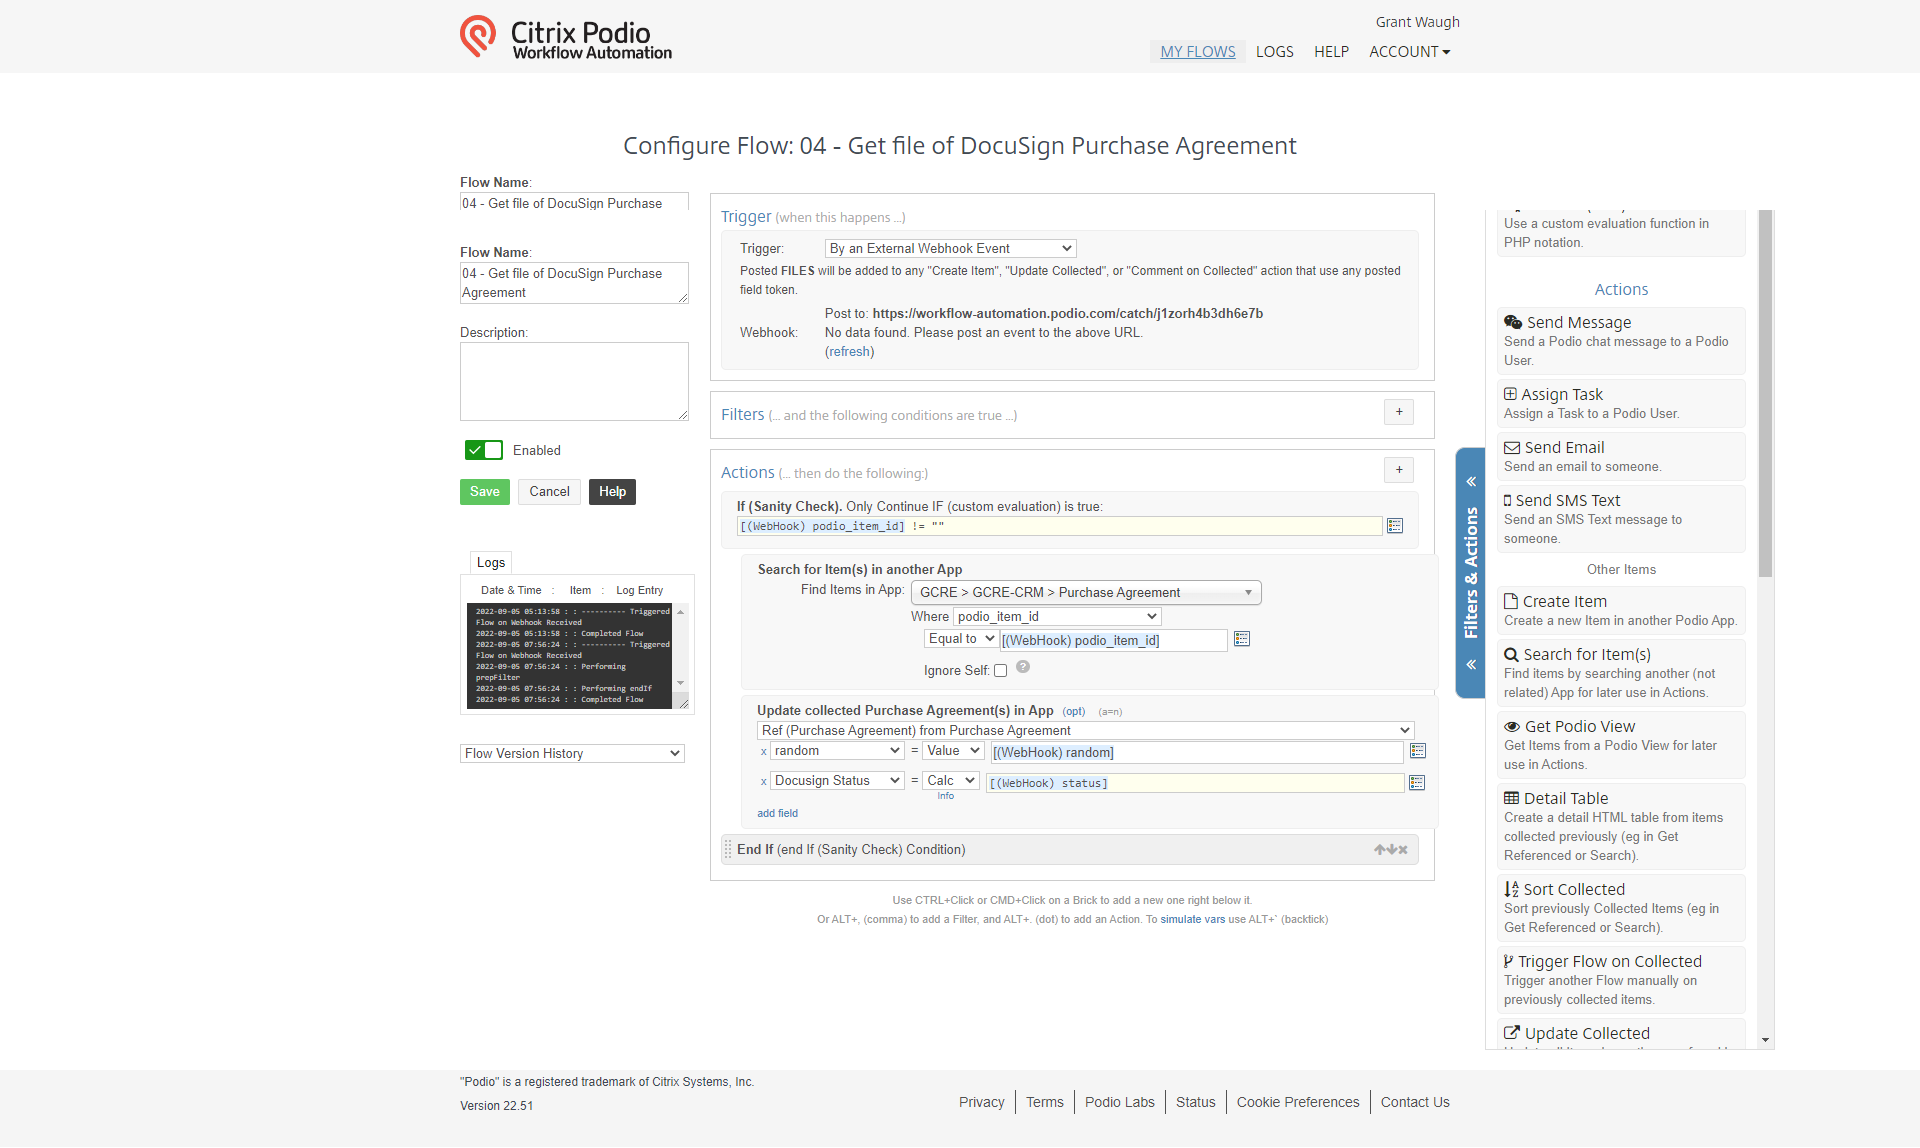 Citrix Podio
Workflow Automation
Grant Waugh
MY FLOWS LOGS HELP ACCOUNT
Configure Flow: 04 - Get file of DocuSign Purchase Agreement
Flow Name:
04 - Get file of DocuSign Purchase
Flow Name:
04 - Get file of DocuSign Purchase
Agreement
Description:
Enabled
Save Cancel Help
Logs
Date & Time : Item : Log Entry
2022-09-05 05:13:58 : : ---------- Triggered
Flow on Webhook Received
2022-09-05 05:13:58 : : Completed Flow
2022-09-05 07:56:24 : : ---------- Triggered
Flow on Webhook Received
2022-09-05 07:56:24 : : Performing
prepFilter
2022-09-05 07:56:24 : : Performing endIf
2022-09-05 07:56:24 : : Completed Flow
Flow Version History
Trigger (when this happens ...)
Trigger: By an External Webhook Event
Posted FILES will be added to any "Create Item", "Update Collected", or "Comment on Collected" action that use any posted
field token.
Post to: https://workflow-automation.podio.com/catch/j1zorh4b3dh6e7b
Webhook: No data found. Please post an event to the above URL.
(refresh)
Filters (... and the following conditions are true ...)
+
Actions (... then do the following:)
+
If (Sanity Check). Only Continue IF (custom evaluation) is true:
[(WebHook) podio_item_id] != ""
Search for Item(s) in another App
Find Items in App: GCRE > GCRE-CRM > Purchase Agreement
Where podio_item_id
Equal to [(WebHook) podio_item_id]
Ignore Self: ?
Update collected Purchase Agreement(s) in App (opt) (a=n)
Ref (Purchase Agreement) from Purchase Agreement
x random = Value [(WebHook) random]
x Docusign Status = Calc [(WebHook) status]
Info
add field
End If (end If (Sanity Check) Condition)
Use CTRL+Click or CMD+Click on a Brick to add a new one right below it.
Or ALT+, (comma) to add a Filter, and ALT+. (dot) to add an Action. To simulate vars use ALT+` (backtick)
« Filters & Actions «
Use a custom evaluation function in
PHP notation.
Actions
Send Message
Send a Podio chat message to a Podio
User.
Assign Task
Assign a Task to a Podio User.
Send Email
Send an email to someone.
Send SMS Text
Send an SMS Text message to
someone.
Other Items
Create Item
Create a new Item in another Podio App.
Search for Item(s)
Find items by searching another (not
related) App for later use in Actions.
Get Podio View
Get Items from a Podio View for later
use in Actions.
Detail Table
Create a detail HTML table from items
collected previously (eg in Get
Referenced or Search).
Sort Collected
Sort previously Collected Items (eg in
Get Referenced or Search).
Trigger Flow on Collected
Trigger another Flow manually on
previously collected items.
Update Collected
"Podio" is a registered trademark of Citrix Systems, Inc.
Version 22.51
Privacy Terms Podio Labs Status Cookie Preferences Contact Us